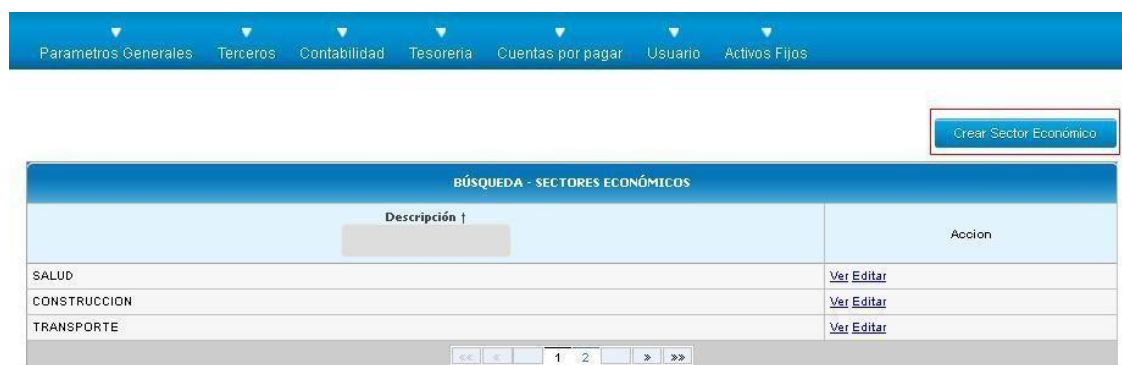 Parametros Generales Terceros Contabilidad Tesoreria Cuentas por pagar Usuario Activos Fijos
Crear Sector Económico
BÚSQUEDA - SECTORES ECONÓMICOS
Descripción ↑ Accion
SALUD Ver Editar
CONSTRUCCION Ver Editar
TRANSPORTE Ver Editar
<< < 1 2 > >>